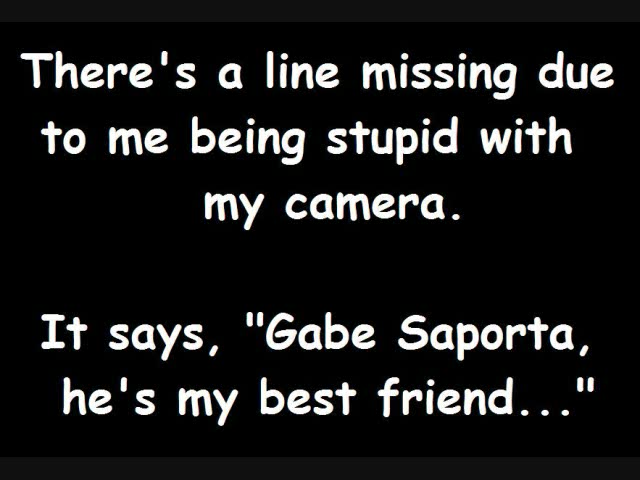 There's a line missing due
to me being stupid with
my camera.
It says, "Gabe Saporta,
he's my best friend..."